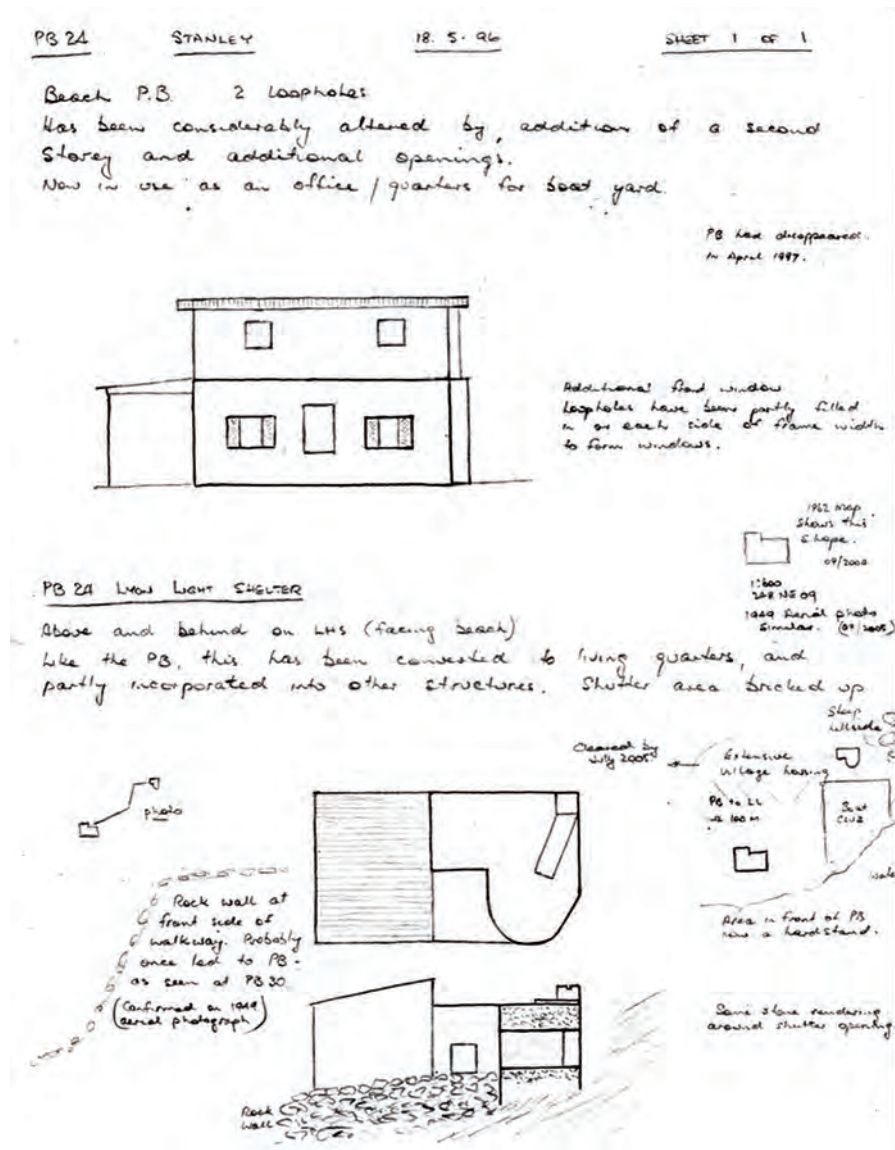 PB 24 STANLEY 18.5.96 SHEET 1 OF 1
Beach P.B. 2 Loopholes
Has been considerably altered by addition of a second
Storey and additional openings.
Now in use as an office / quarters for boat yard.
PB had disappeared
in April 1997.
Additional front window
Loopholes have been partly filled
in on each side of frame width
to form windows.
1962 map
shows this
shape.
09/2002
1:600
248 NE 09
1949 Aerial photo
similar. (07/2005)
PB 24 LYON LIGHT SHELTER
Above and behind on LHS (facing beach)
Like the PB, this has been converted to living quarters, and
partly incorporated into other structures. Shutter area bricked up
Cleared by
July 2005.
Steep
hillside
Extensive
village housing
PB to LL
100 m
Boat
Club
photo
Rock wall at
front side of
walkway. Probably
once led to PB -
as seen at PB 30
(Confirmed on 1949
aerial photograph)
Area in front of PB
now a hardstand.
Some stone rendering
around shutter opening
Rock
wall